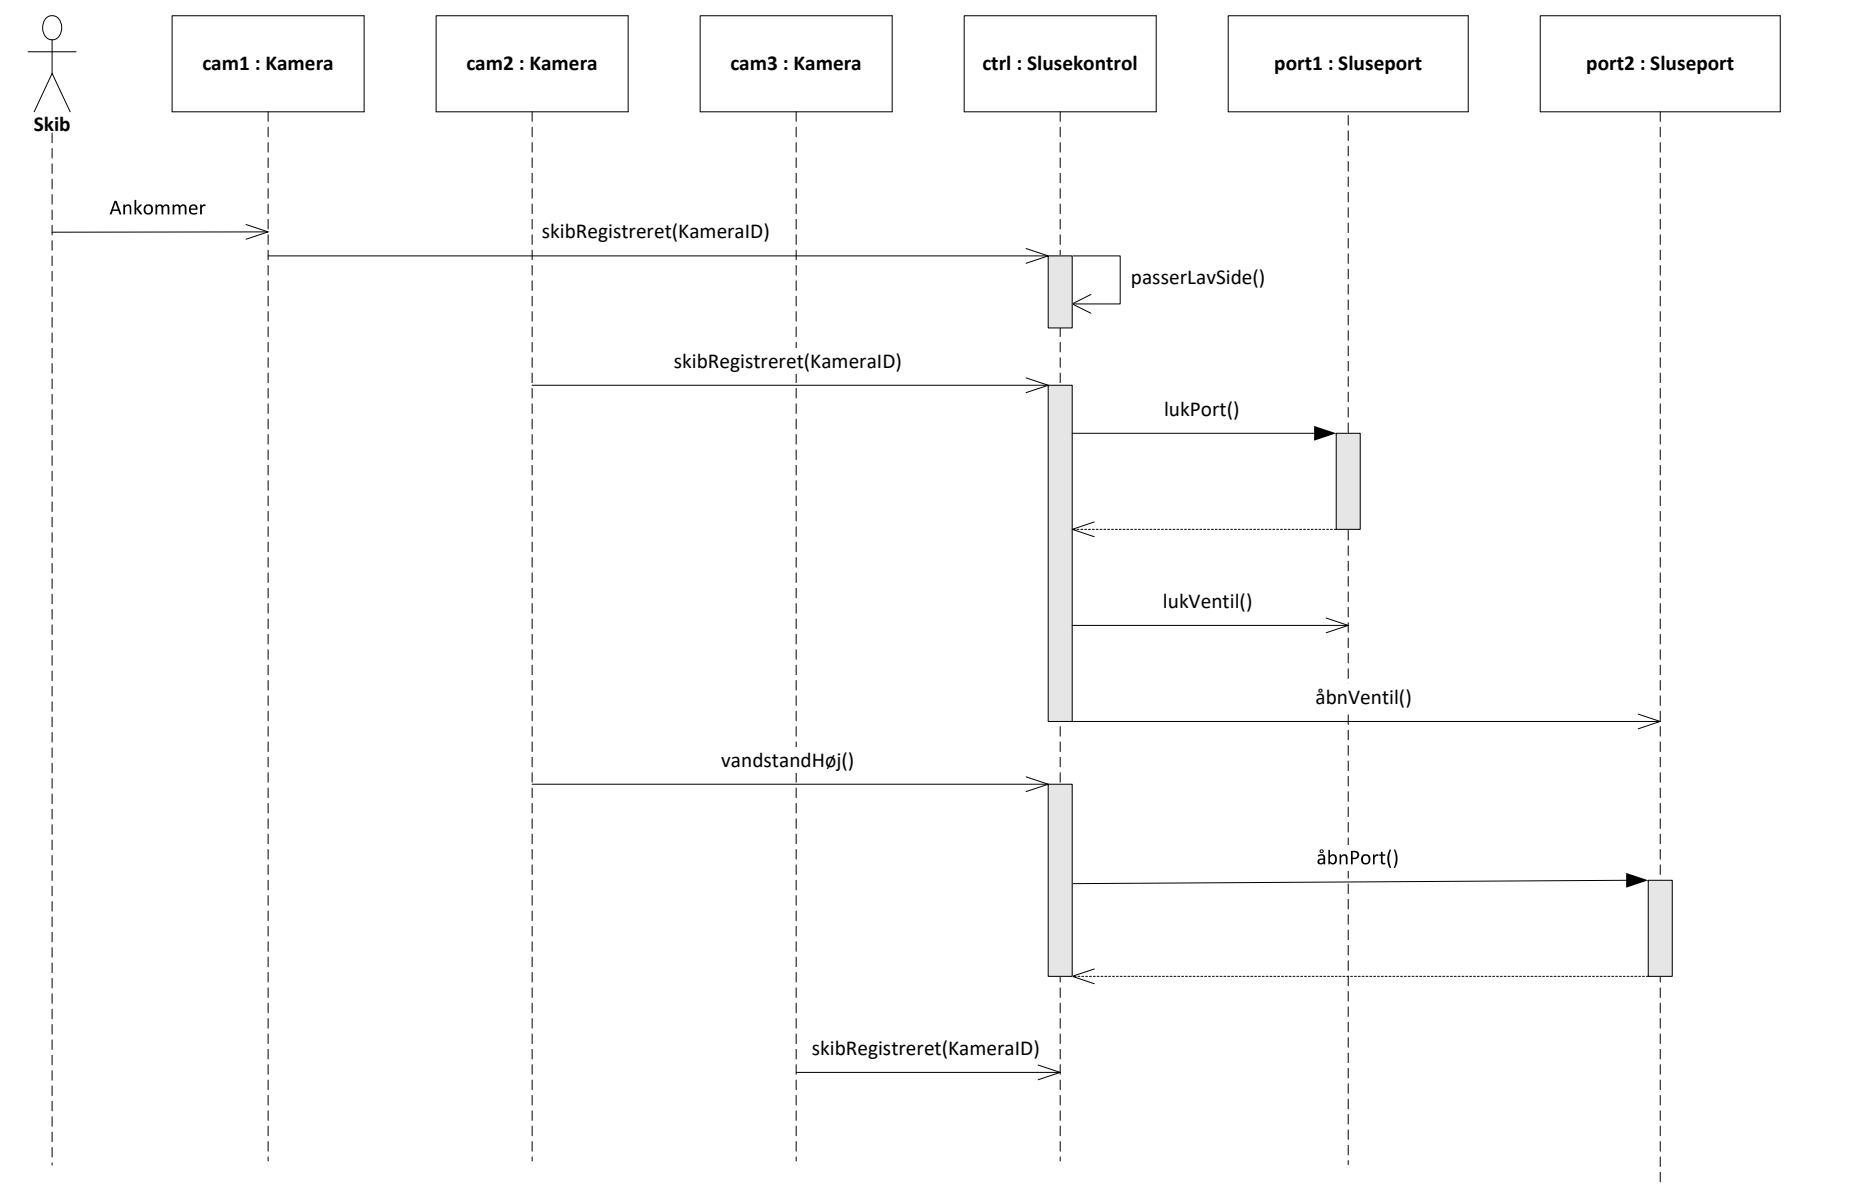 Skib
cam1 : Kamera
cam2 : Kamera
cam3 : Kamera
ctrl : Slusekontrol
port1 : Sluseport
port2 : Sluseport
Ankommer
skibRegistreret(KameraID)
passerLavSide()
skibRegistreret(KameraID)
lukPort()
lukVentil()
åbnVentil()
vandstandHøj()
åbnPort()
skibRegistreret(KameraID)